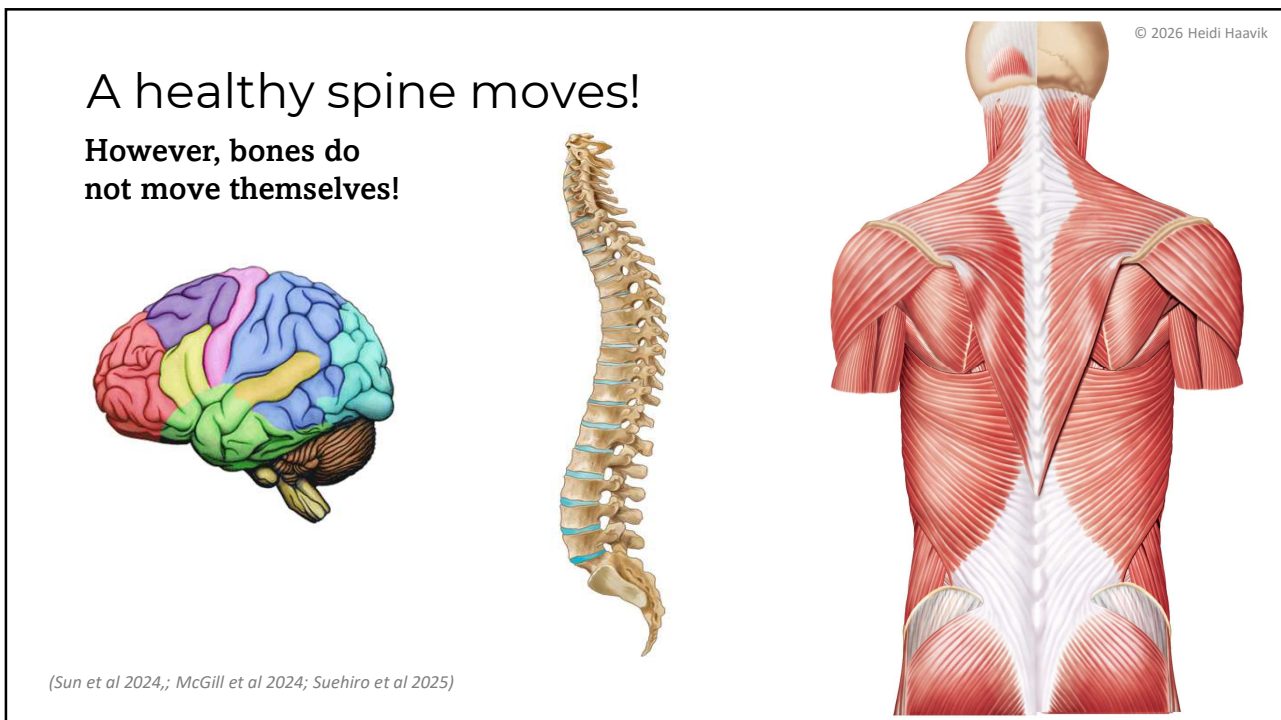 © 2026 Heidi Haavik
A healthy spine moves!
However, bones do
not move themselves!
(Sun et al 2024,; McGill et al 2024; Suehiro et al 2025)